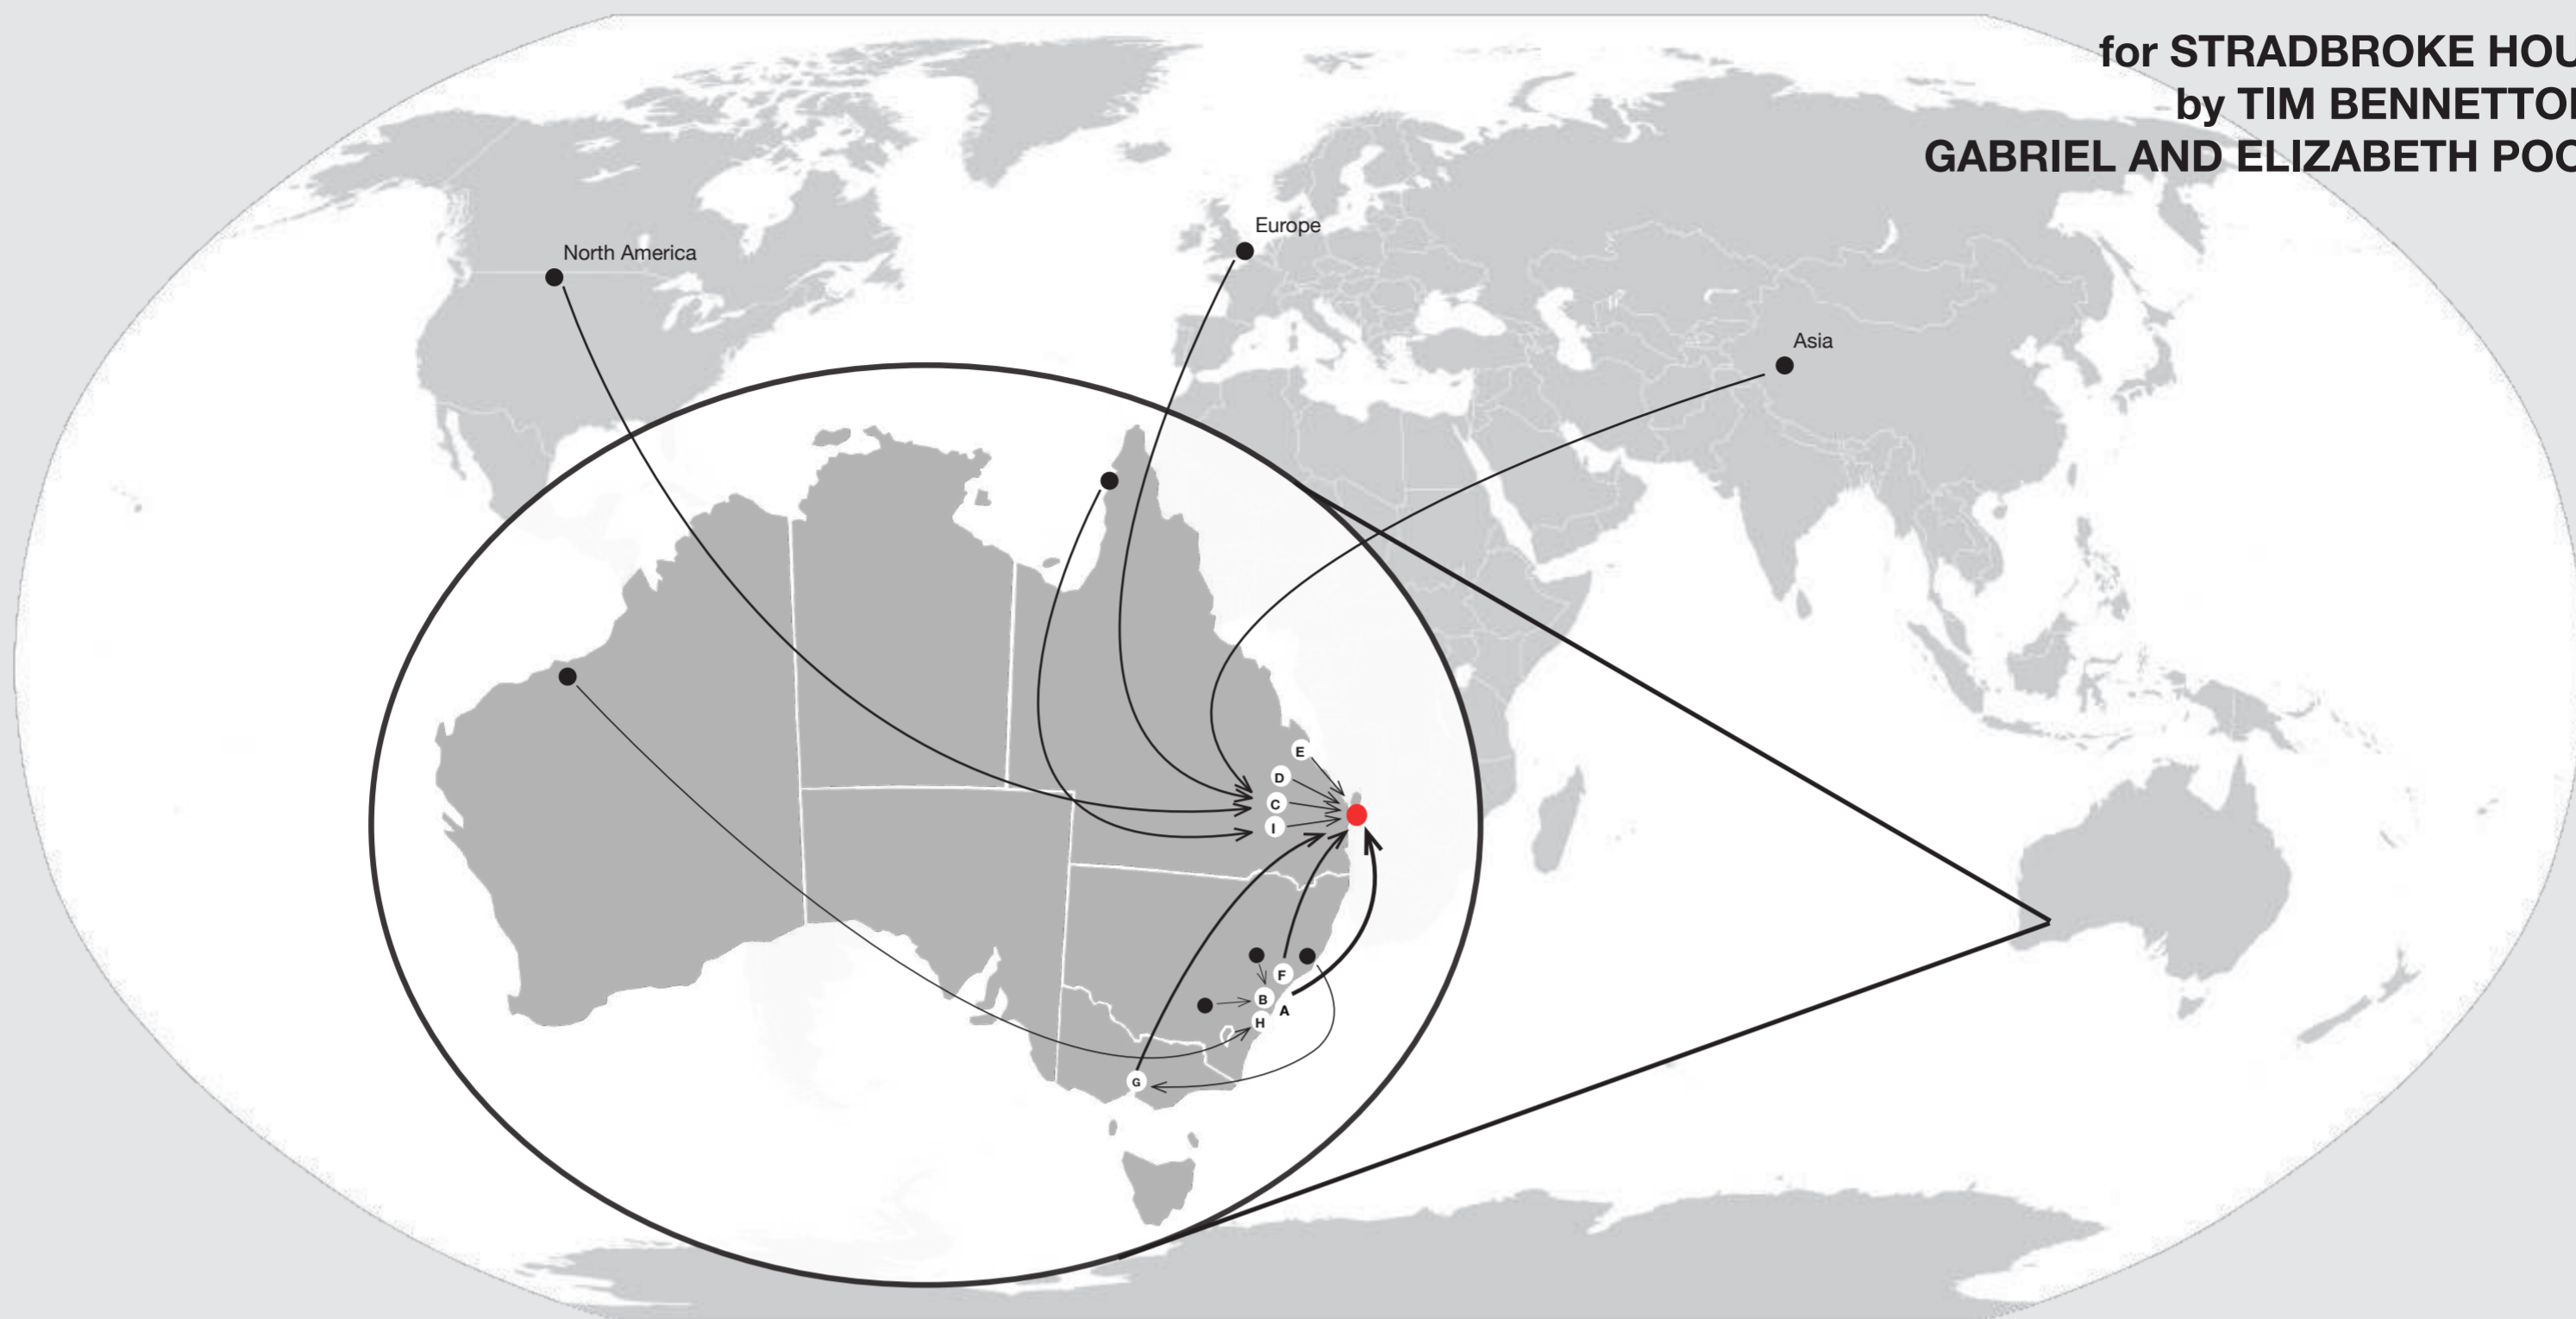 for STRADBROKE HOU
by TIM BENNETTO
GABRIEL AND ELIZABETH POO
Europe
North America
Asia
E
D
C
I
F
B
A
H
G